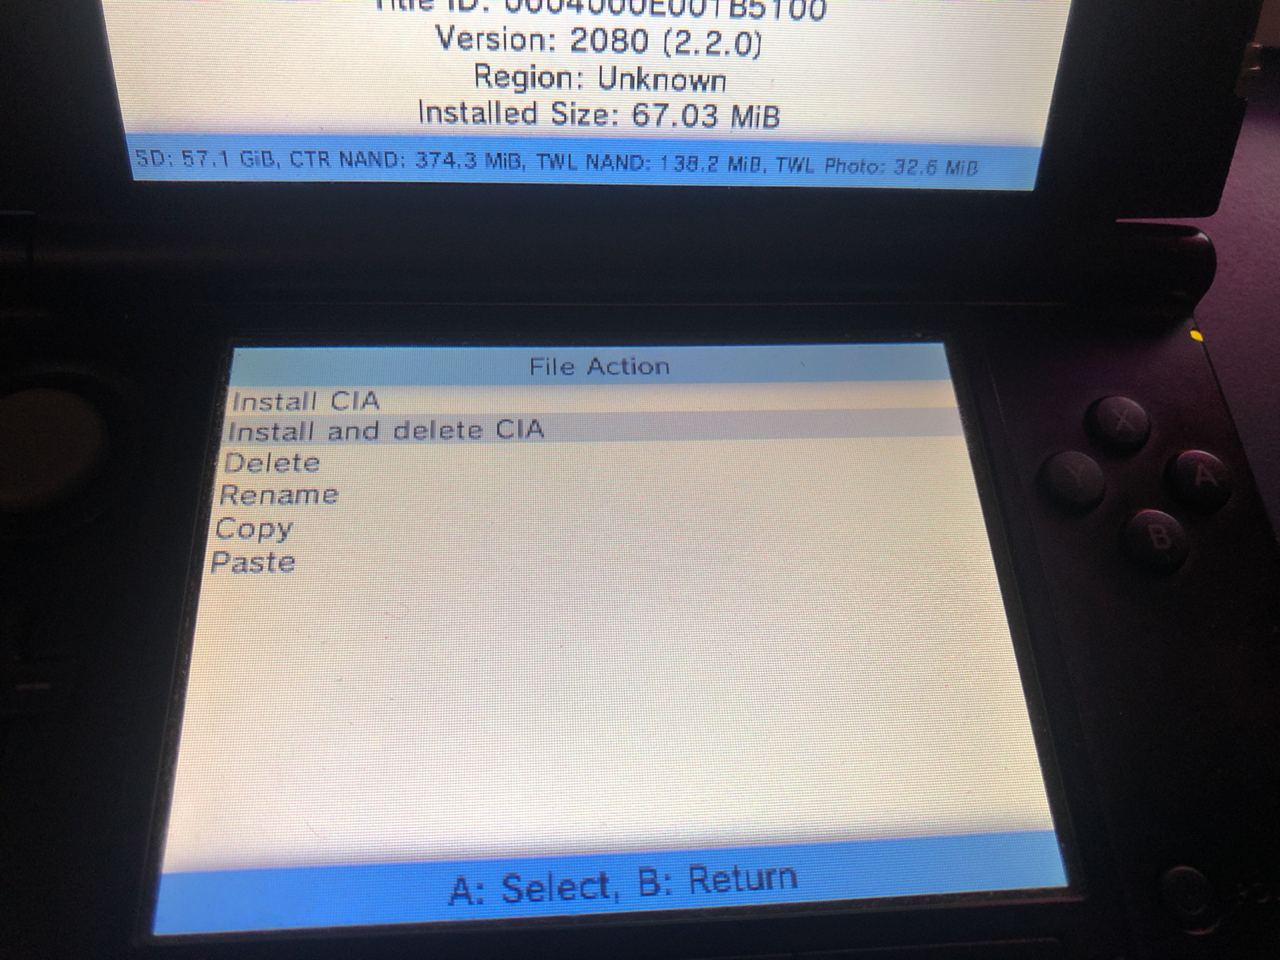 Title ID: 0004000E001B5100
Version: 2080 (2.2.0)
Region: Unknown
Installed Size: 67.03 MiB
SD: 57.1 GiB, CTR NAND: 374.3 MiB, TWL NAND: 138.2 MiB, TWL Photo: 32.6 MiB
File Action
Install CIA
Install and delete CIA
Delete
Rename
Copy
Paste
A: Select, B: Return
X
Y
A
B